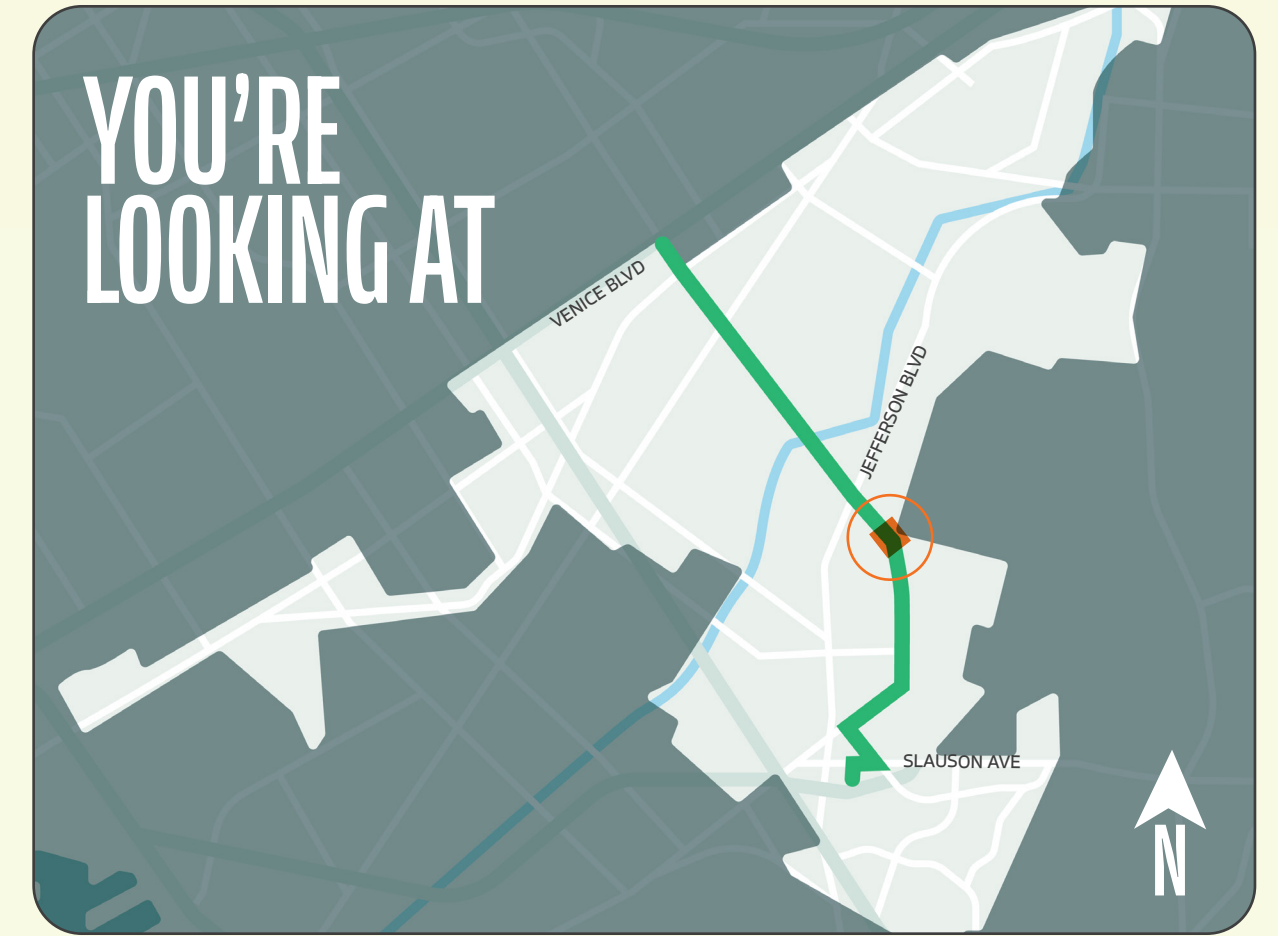 YOU'RE
LOOKING AT
VENICE BLVD
JEFFERSON BLVD
SLAUSON AVE
N